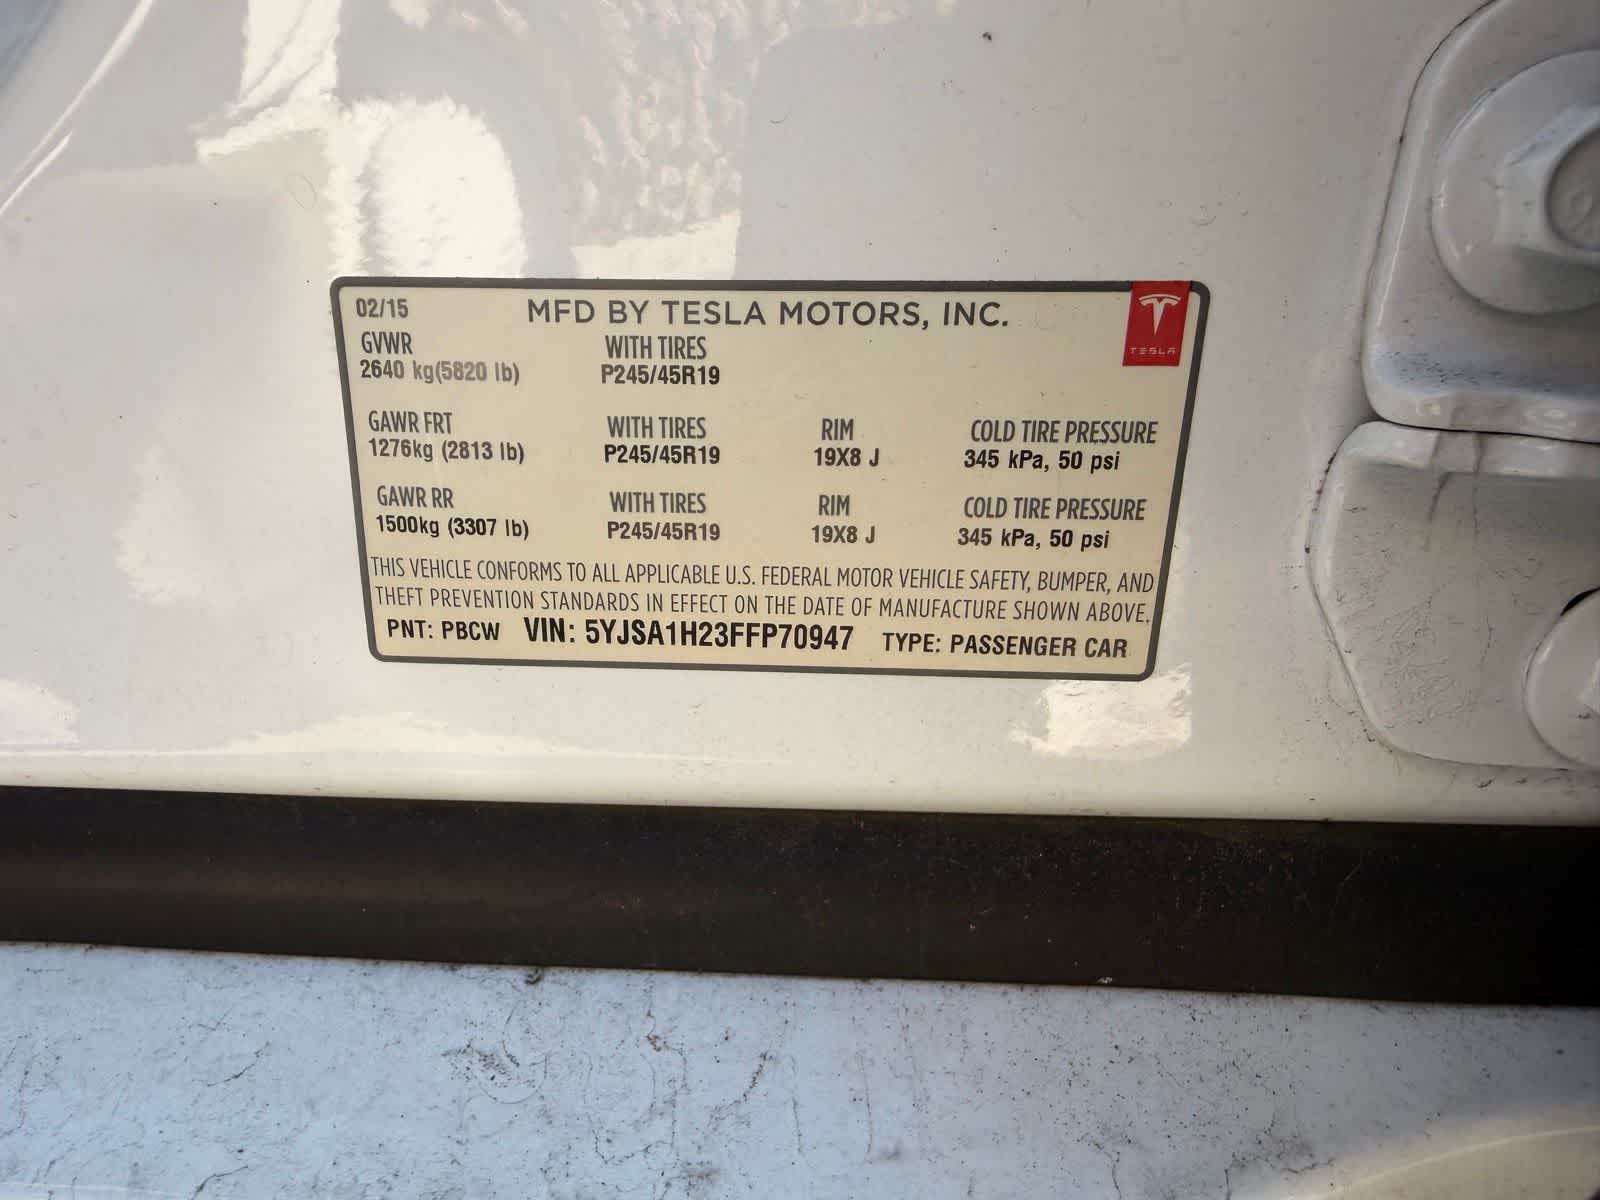 02/15 MFD BY TESLA MOTORS, INC.
TESLA
GVWR WITH TIRES
2640 kg(5820 lb) P245/45R19
GAWR FRT WITH TIRES RIM COLD TIRE PRESSURE
1276kg (2813 lb) P245/45R19 19X8 J 345 kPa, 50 psi
GAWR RR WITH TIRES RIM COLD TIRE PRESSURE
1500kg (3307 lb) P245/45R19 19X8 J 345 kPa, 50 psi
THIS VEHICLE CONFORMS TO ALL APPLICABLE U.S. FEDERAL MOTOR VEHICLE SAFETY, BUMPER, AND
THEFT PREVENTION STANDARDS IN EFFECT ON THE DATE OF MANUFACTURE SHOWN ABOVE.
PNT: PBCW VIN: 5YJSA1H23FFP70947 TYPE: PASSENGER CAR